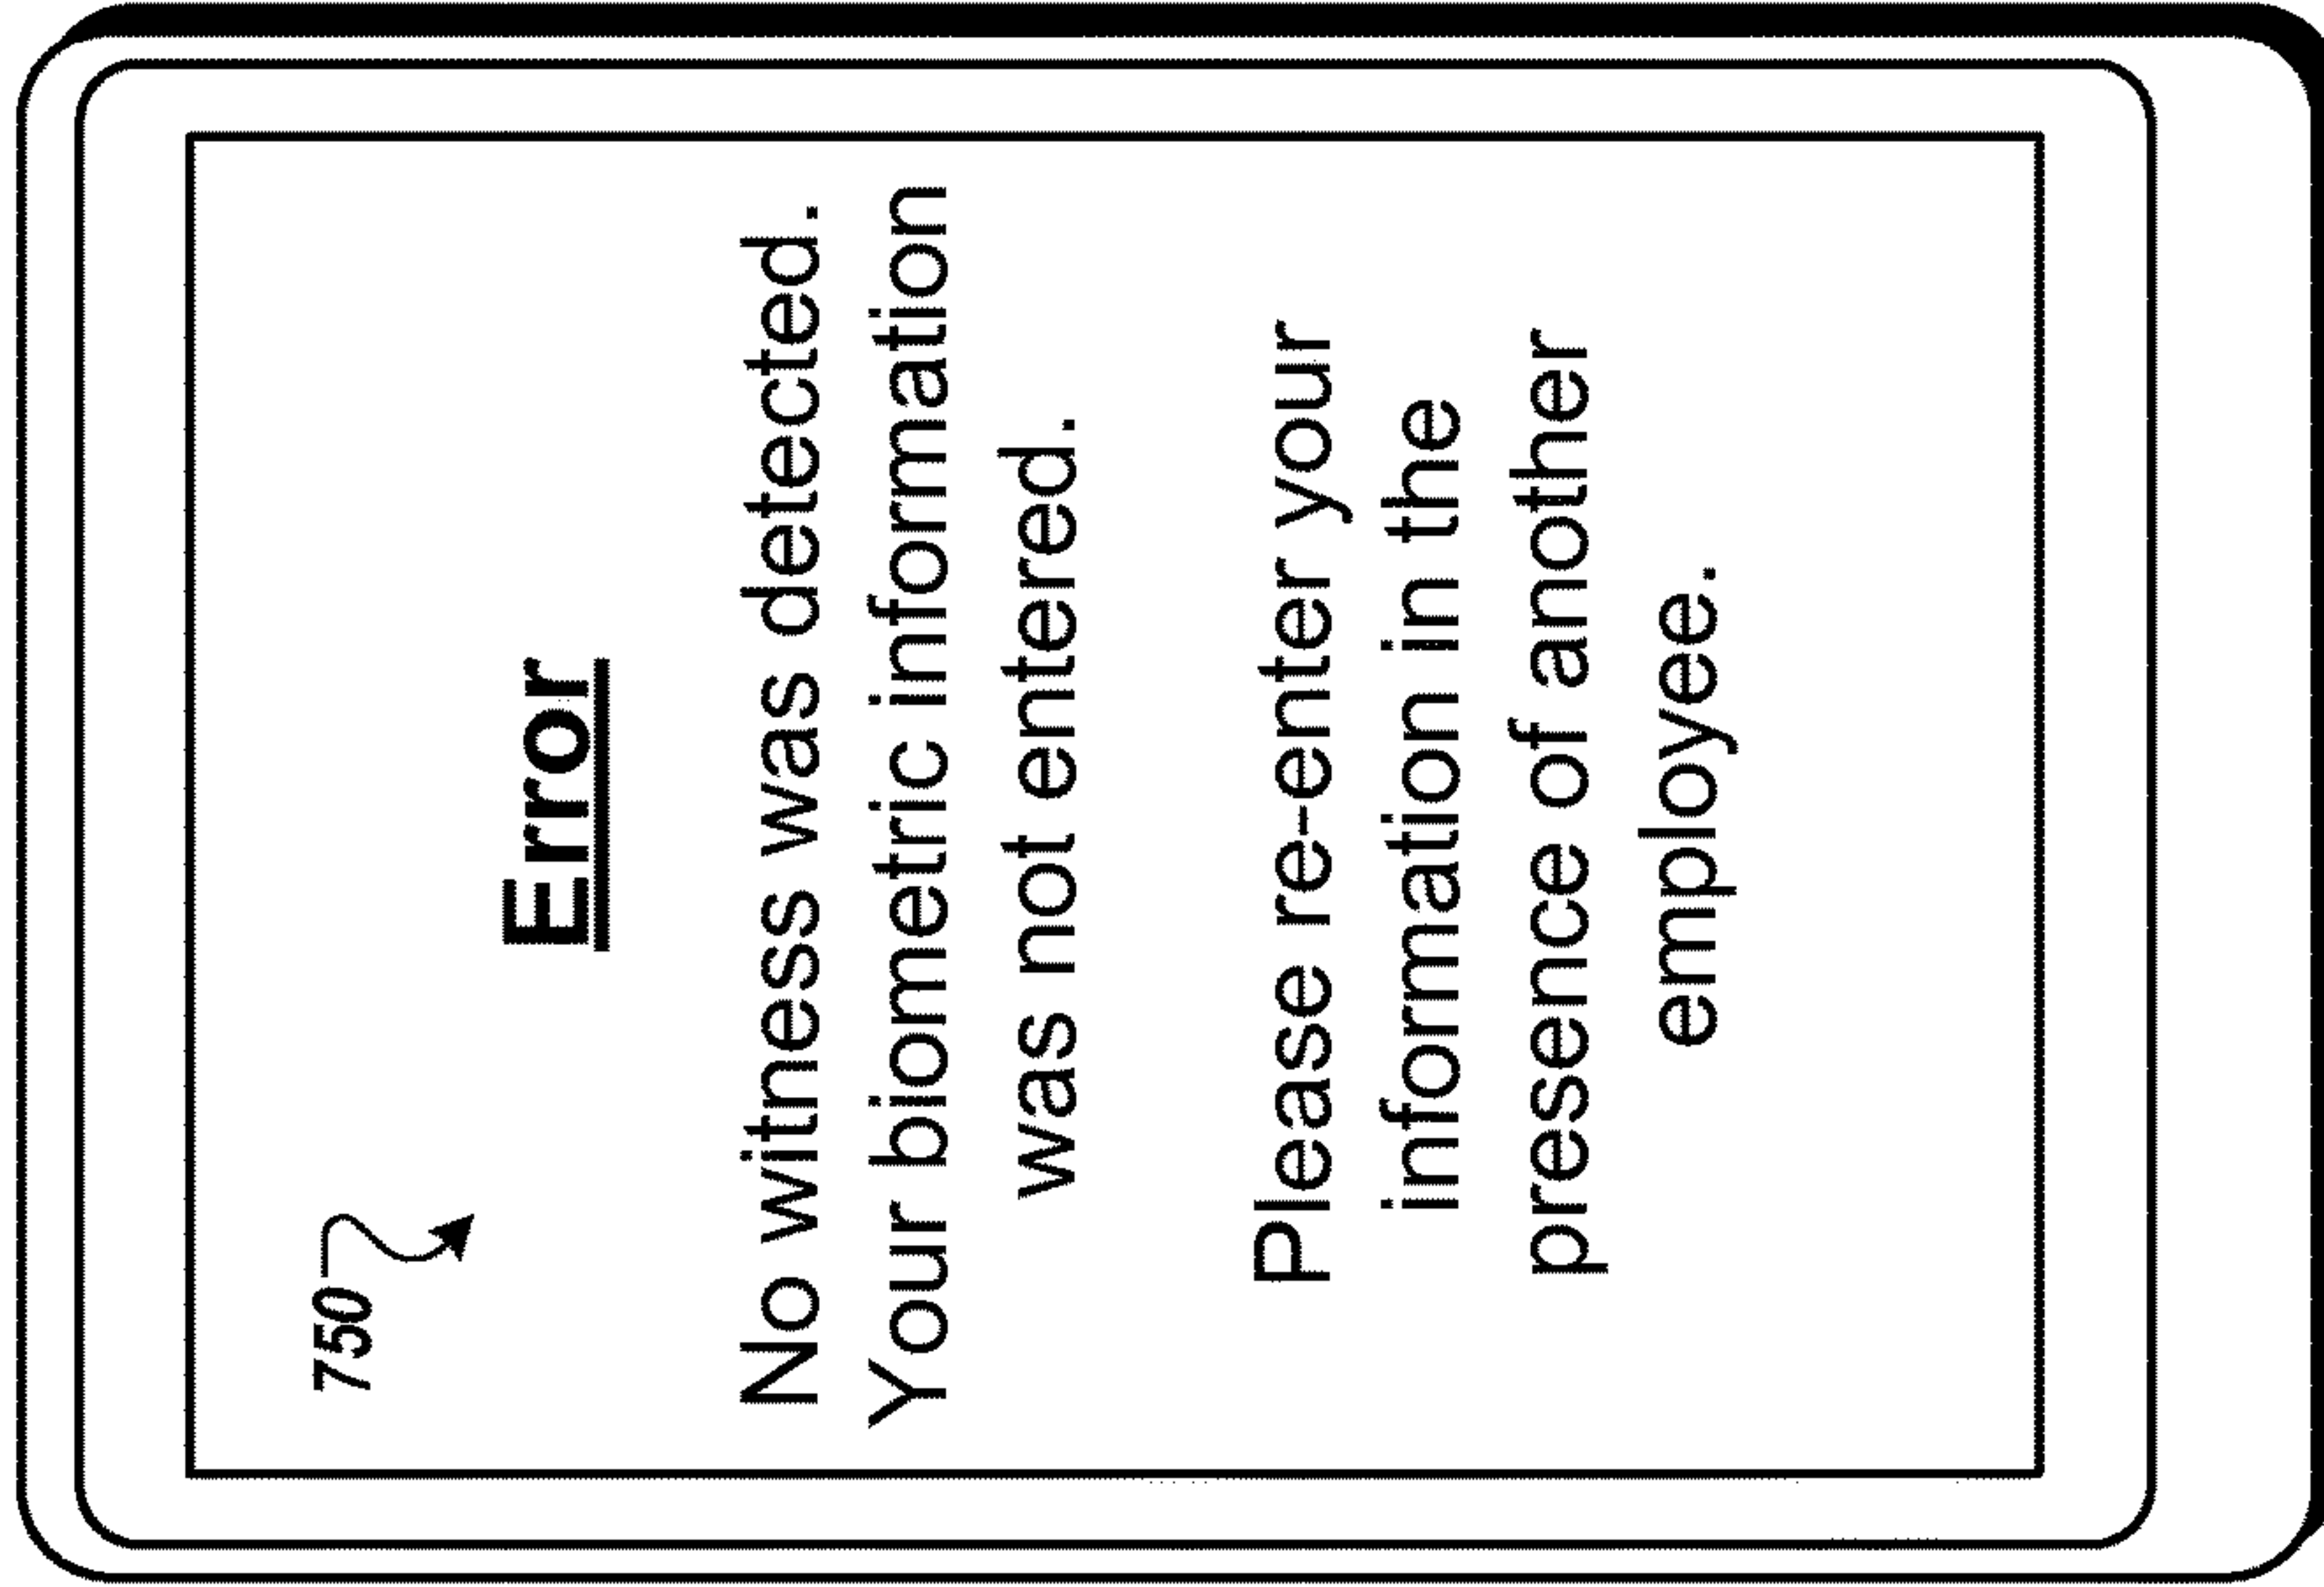 750
Error
No witness was detected.
Your biometric information
was not entered.
Please re-enter your
information in the
presence of another
employee.